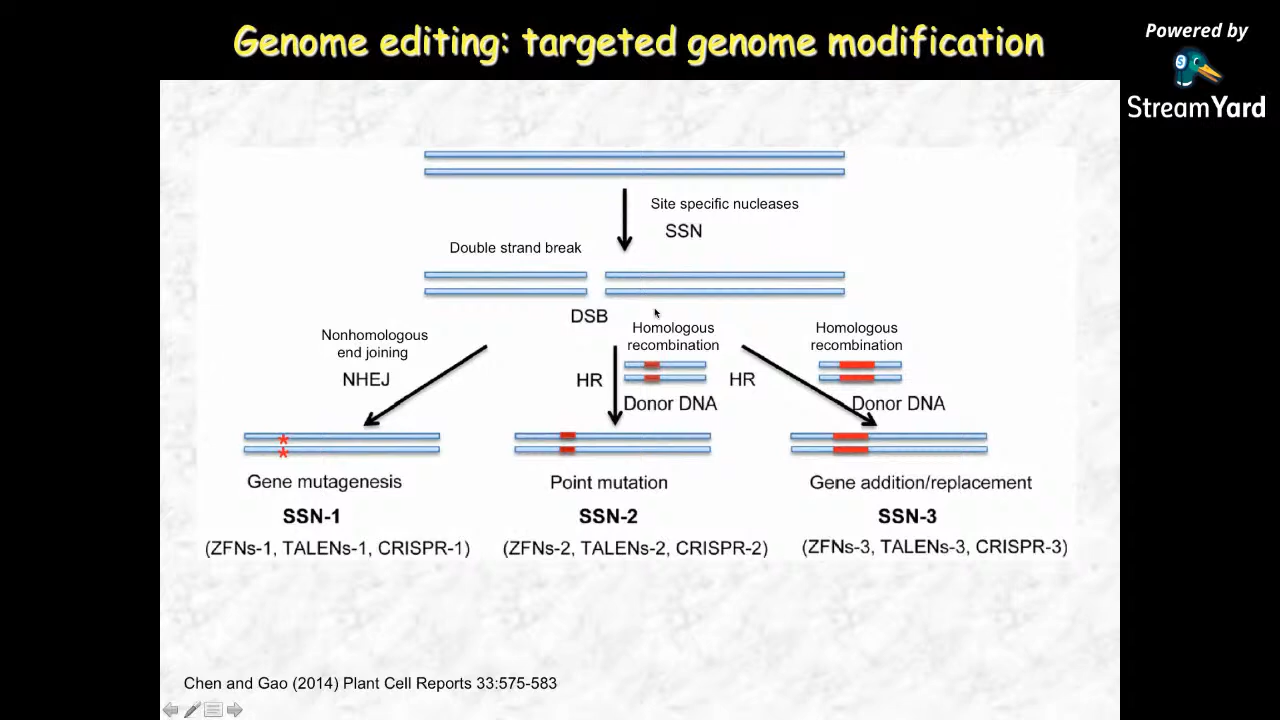 Genome editing: targeted genome modification
Powered by
StreamYard
Site specific nucleases
SSN
Double strand break
DSB
Nonhomologous
end joining
NHEJ
Homologous
recombination
HR
Donor DNA
Homologous
recombination
HR
Donor DNA
*
*
Gene mutagenesis
SSN-1
(ZFNs-1, TALENs-1, CRISPR-1)
Point mutation
SSN-2
(ZFNs-2, TALENs-2, CRISPR-2)
Gene addition/replacement
SSN-3
(ZFNs-3, TALENs-3, CRISPR-3)
Chen and Gao (2014) Plant Cell Reports 33:575-583